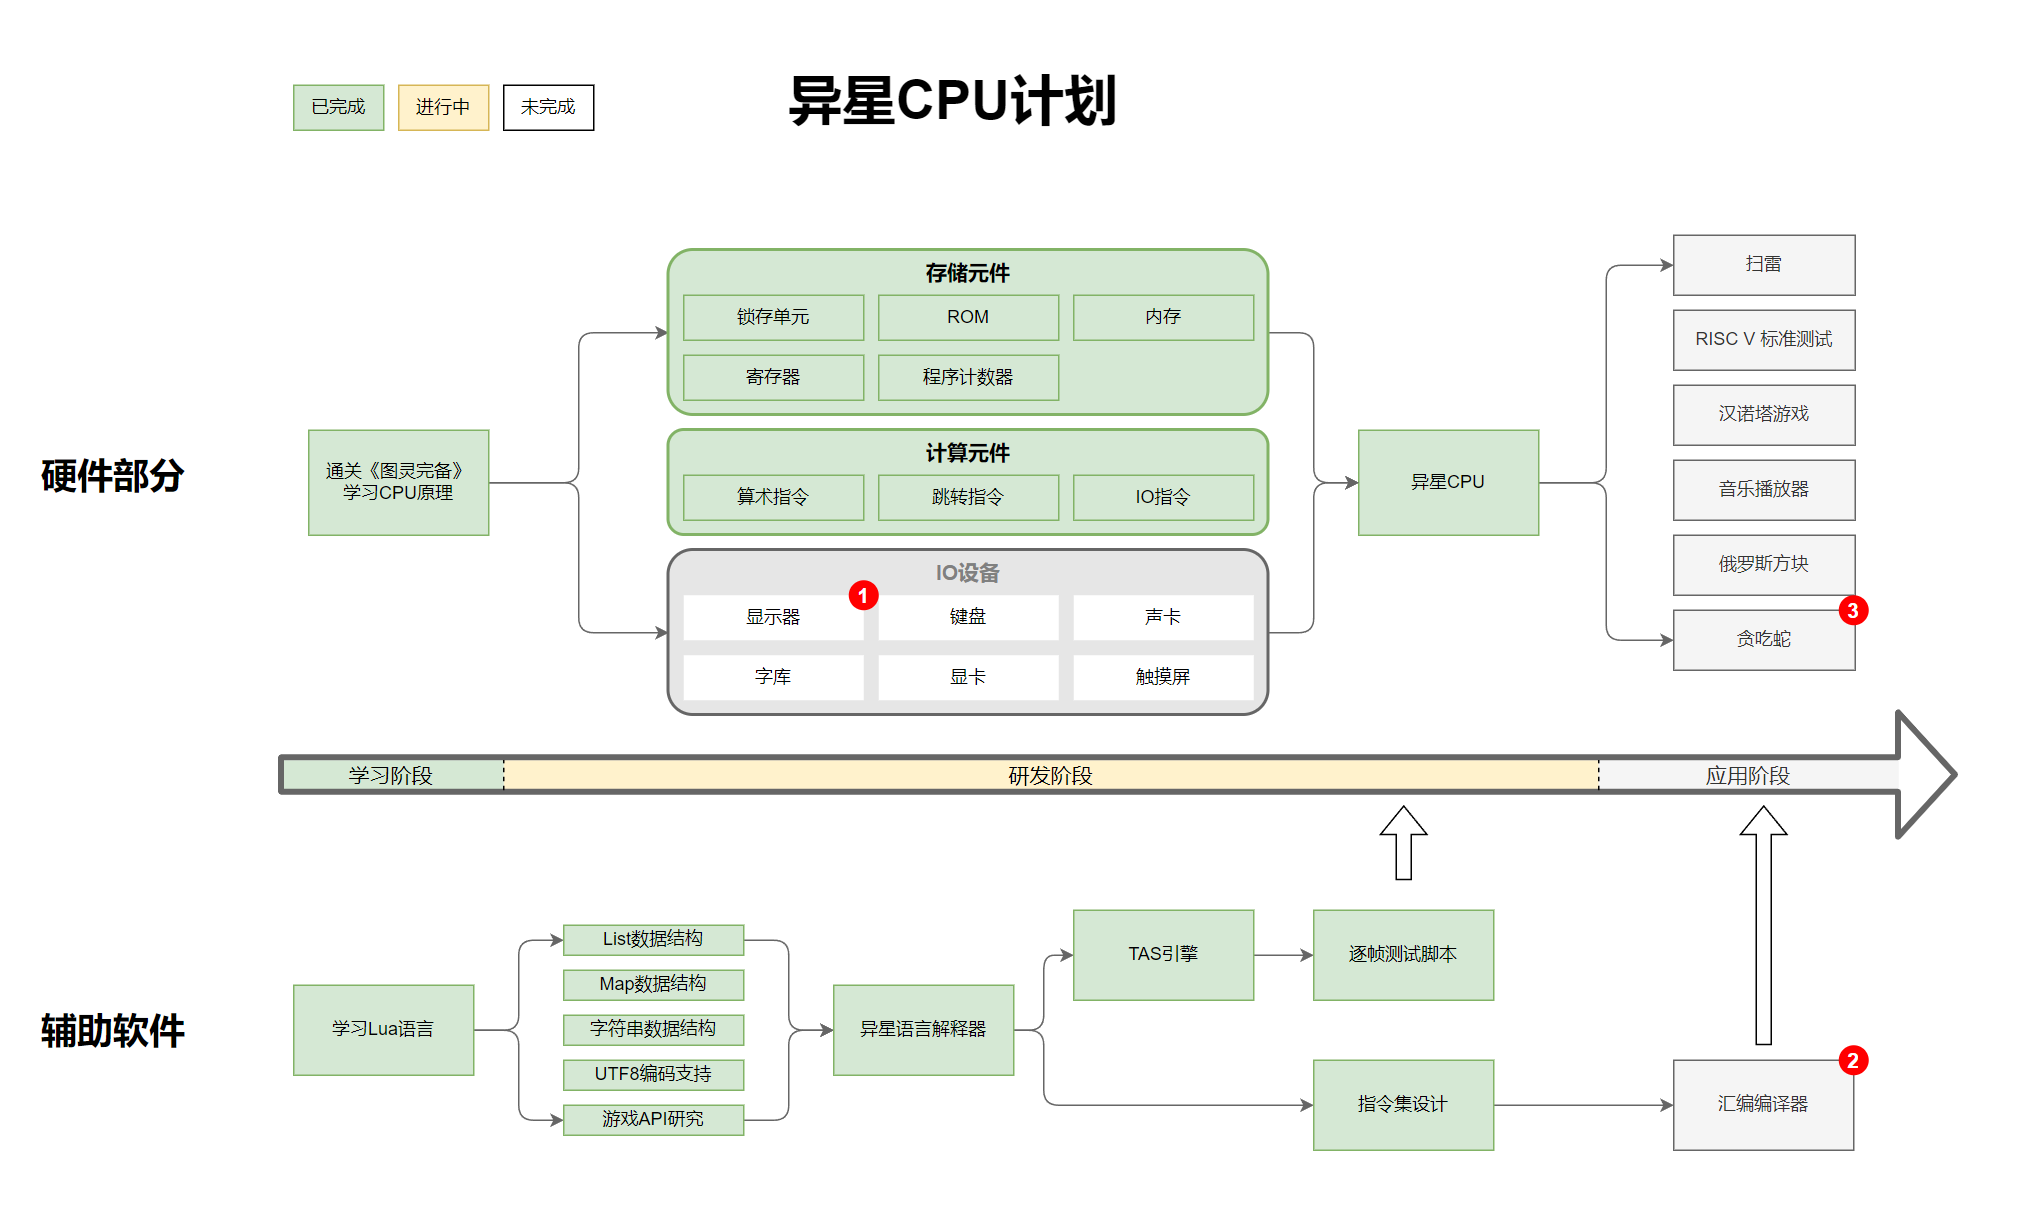 异星CPU计划
已完成
进行中
未完成
硬件部分
通关《图灵完备》
学习CPU原理
存储元件
锁存单元
ROM
内存
寄存器
程序计数器
计算元件
算术指令
跳转指令
IO指令
IO设备
1
显示器
键盘
声卡
字库
显卡
触摸屏
异星CPU
扫雷
RISC V 标准测试
汉诺塔游戏
音乐播放器
俄罗斯方块
3
贪吃蛇
学习阶段
研发阶段
应用阶段
辅助软件
学习Lua语言
List数据结构
Map数据结构
字符串数据结构
UTF8编码支持
游戏API研究
异星语言解释器
TAS引擎
逐帧测试脚本
指令集设计
2
汇编编译器